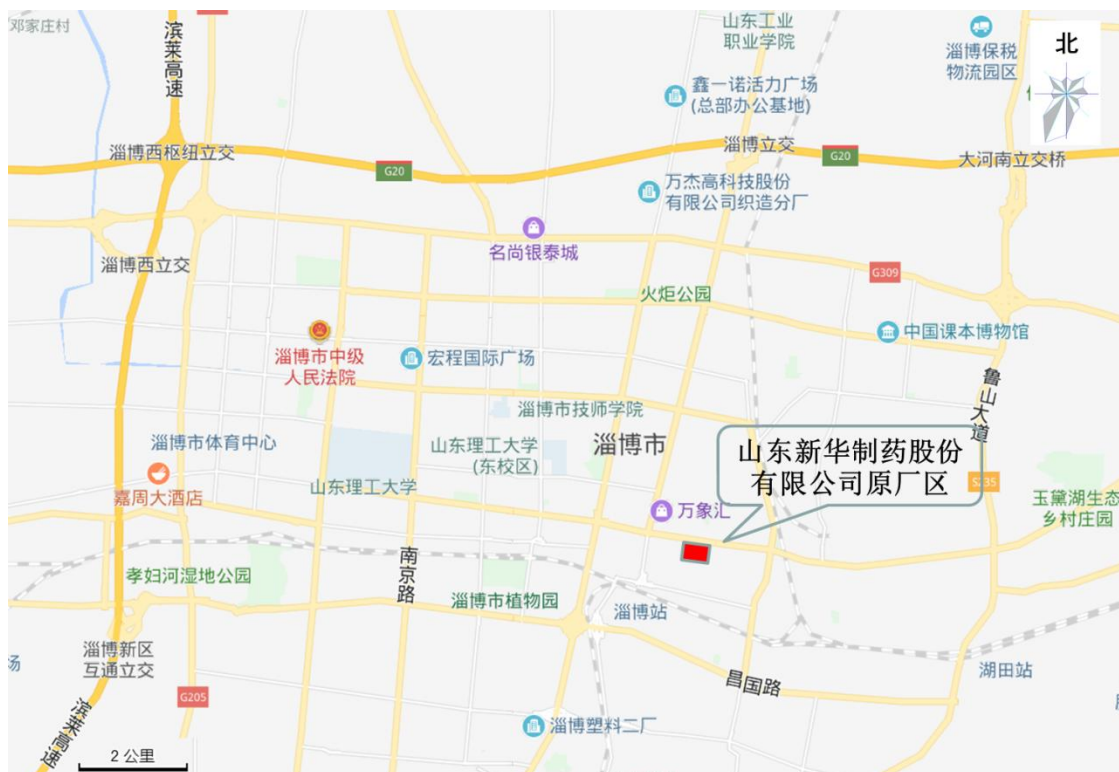 邓家庄村
滨莱高速
山东工业
职业学院
淄博保税
物流园区
北
鑫一诺活力广场
(总部办公基地)
淄博西枢纽立交
G20
淄博立交
G20
大河南立交桥
万杰高科技股份
有限公司织造分厂
名尚银泰城
淄博西立交
G309
火炬公园
中国课本博物馆
淄博市中级
人民法院
宏程国际广场
鲁山大道
淄博市技师学院
淄博市体育中心
山东理工大学
(东校区)
淄博市
山东新华制药股份
有限公司原厂区
嘉周大酒店
山东理工大学
万象汇
玉黛湖生态
乡村庄园
南京路
孝妇河湿地公园
淄博市植物园
淄博站
淄博新区
互通立交
场
湖田站
昌国路
G205
滨莱高速
淄博塑料二厂
2 公里